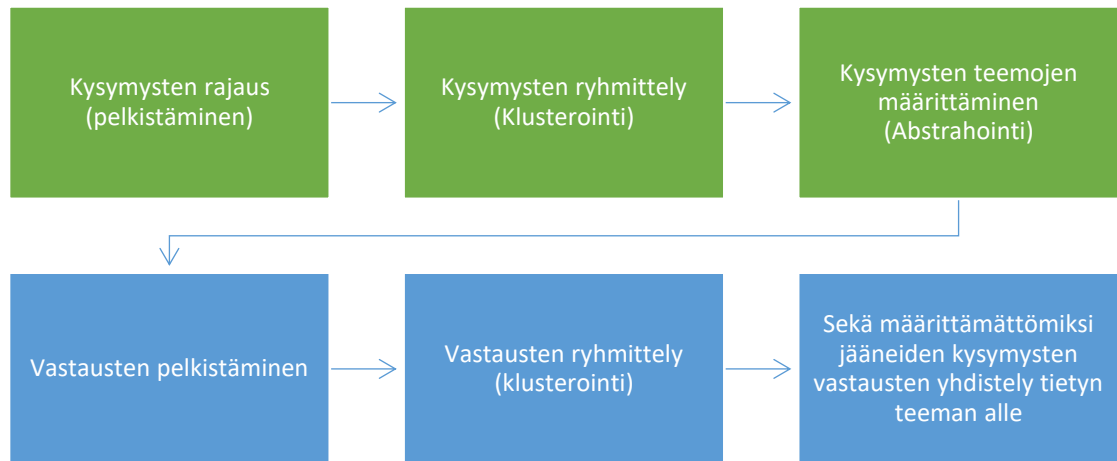 Kysymysten rajaus
(pelkistäminen)
Kysymysten ryhmittely
(Klusterointi)
Kysymysten teemojen
määrittäminen
(Abstrahointi)
Vastausten pelkistäminen
Vastausten ryhmittely
(klusterointi)
Sekä määrittämättömiksi
jääneiden kysymysten
vastausten yhdistely tietyn
teeman alle